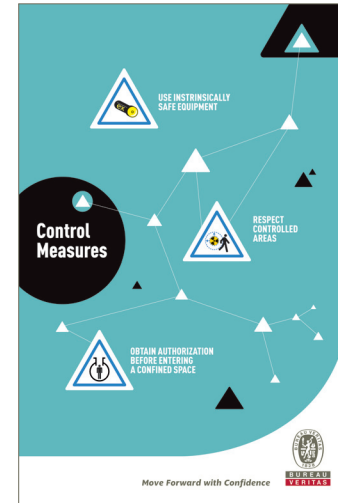 USE INSTRINSICALLY
SAFE EQUIPMENT
Control
Measures
RESPECT
CONTROLLED
AREAS
OBTAIN AUTHORIZATION
BEFORE ENTERING
A CONFINED SPACE
Move Forward with Confidence
BUREAU
VERITAS